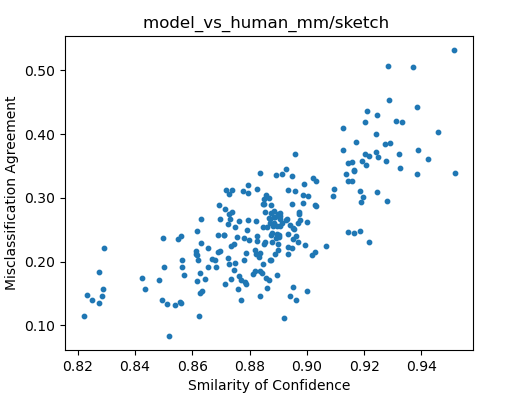 model_vs_human_mm/sketch
Misclassification Agreement
0.50
0.40
0.30
0.20
0.10
0.82 0.84 0.86 0.88 0.90 0.92 0.94
Smilarity of Confidence